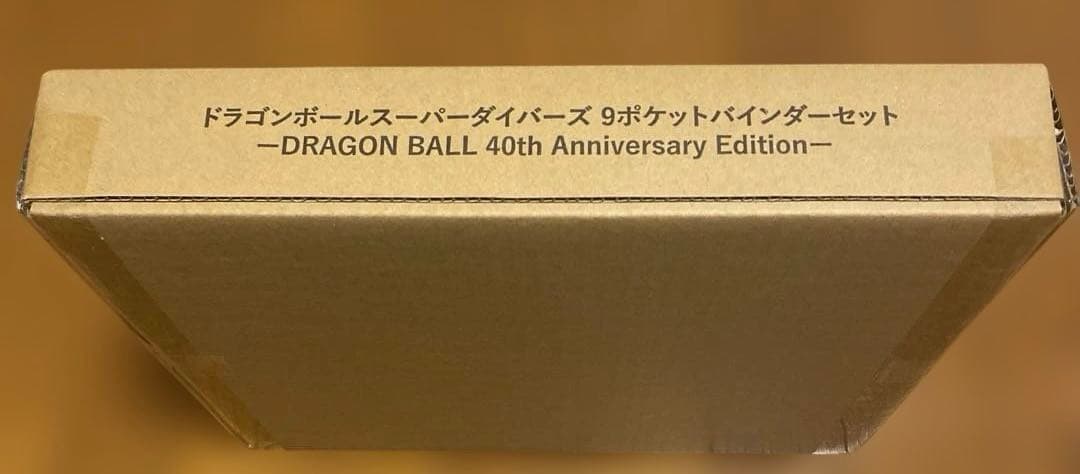 ドラゴンボールスーパーダイバーズ 9ポケットバインダーセット
ーDRAGON BALL 40th Anniversary Editionー